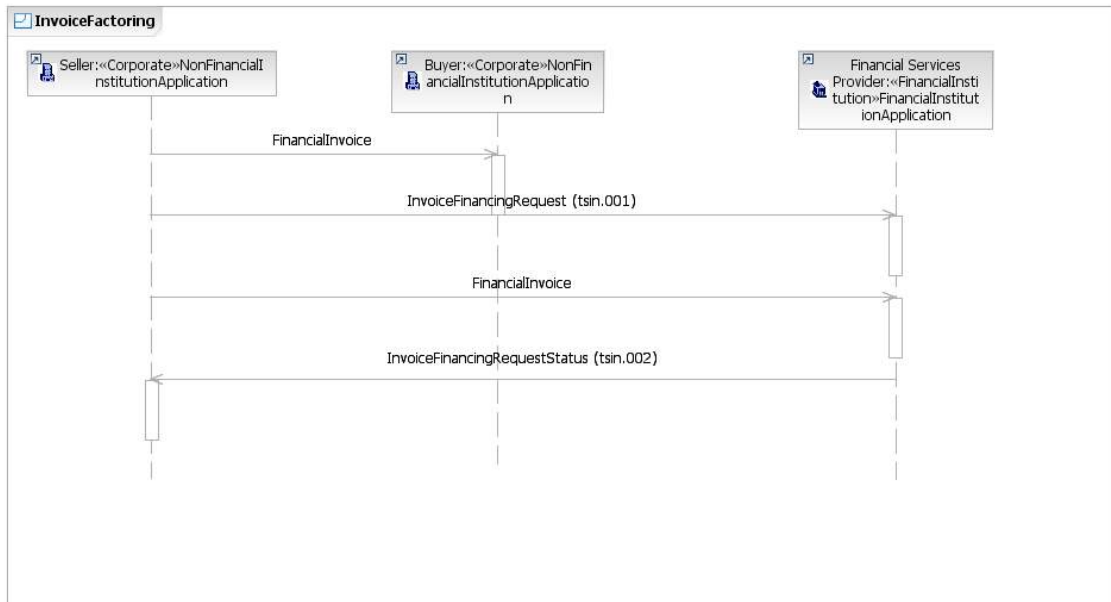 InvoiceFactoring
Seller:«Corporate»NonFinancialI
nstitutionApplication
Buyer:«Corporate»NonFin
ancialInstitutionApplicatio
n
Financial Services
Provider:«FinancialInsti
tution»FinancialInstitut
ionApplication
FinancialInvoice
InvoiceFinancingRequest (tsin.001)
FinancialInvoice
InvoiceFinancingRequestStatus (tsin.002)